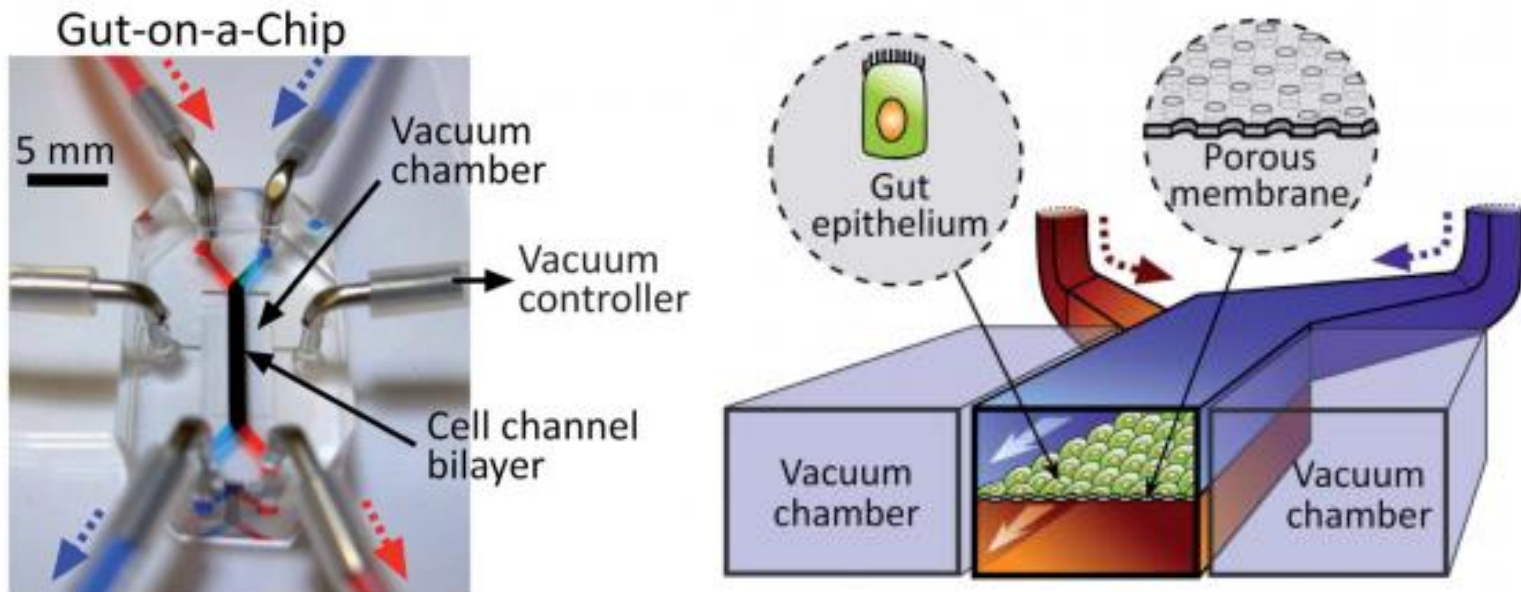 Gut-on-a-Chip
5 mm
Vacuum
chamber
Vacuum
controller
Cell channel
bilayer
Gut
epithelium
Porous
membrane
Vacuum
chamber
Vacuum
chamber